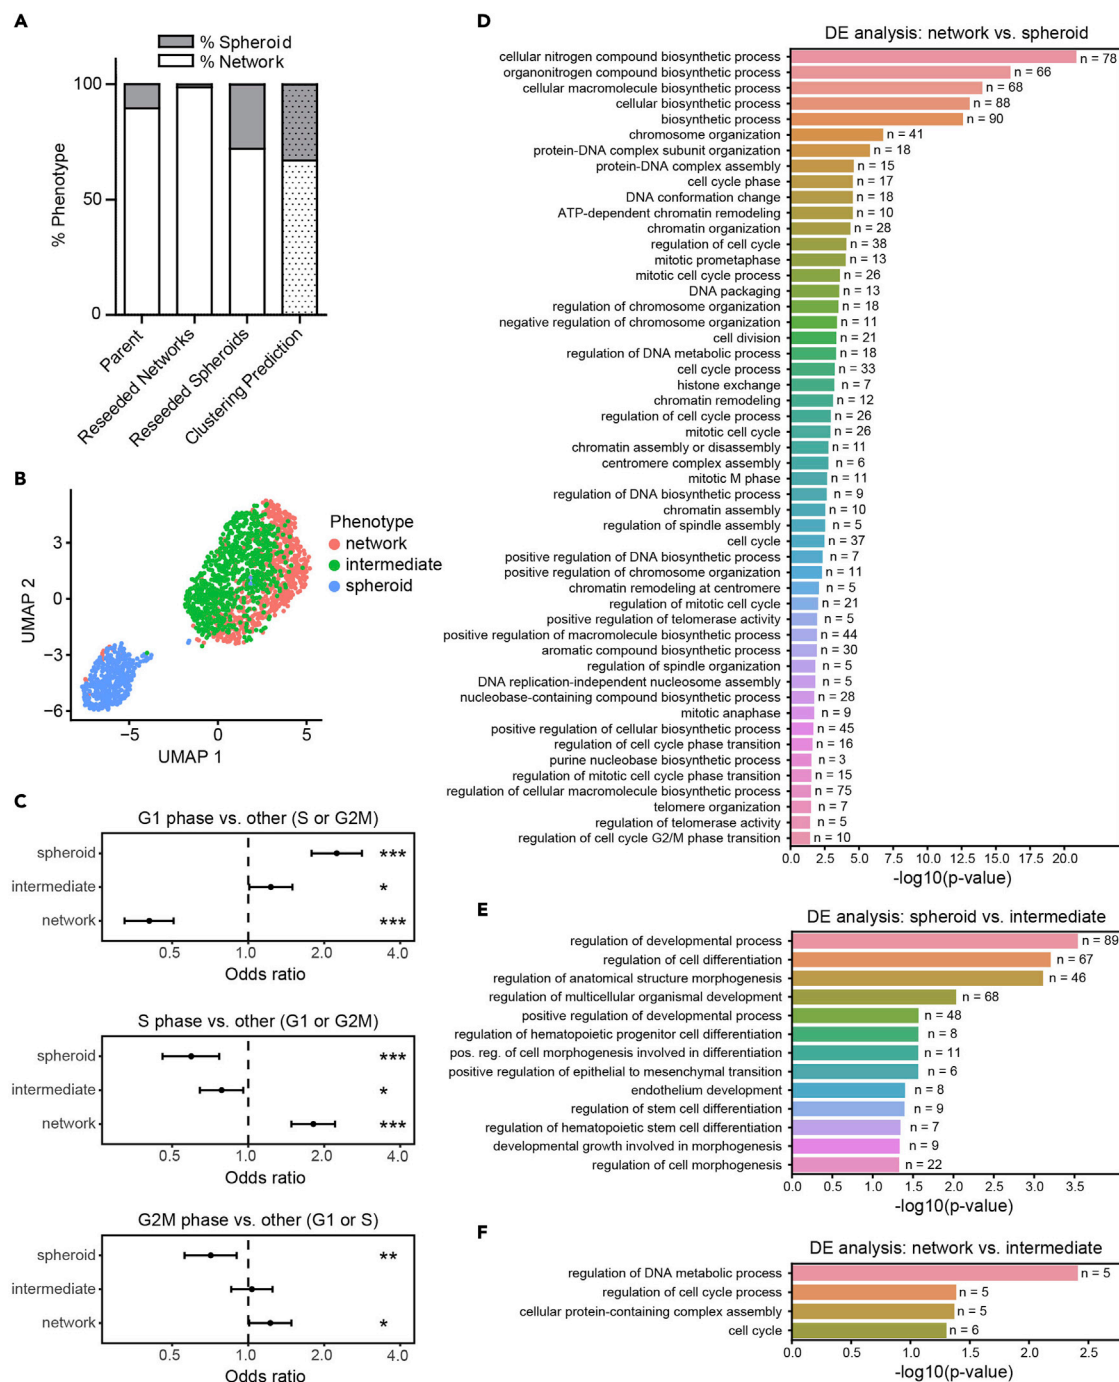 A
% Spheroid
% Network
100
50
0
% Phenotype
Parent
Reseeded Networks
Reseeded Spheroids
Clustering Prediction
B
3
0
−3
−6
UMAP 2
−5
0
5
UMAP 1
Phenotype
network
intermediate
spheroid
C
G1 phase vs. other (S or G2M)
spheroid
***
intermediate
*
network
***
0.5
1.0
2.0
4.0
Odds ratio
S phase vs. other (G1 or G2M)
spheroid
***
intermediate
*
network
***
0.5
1.0
2.0
4.0
Odds ratio
G2M phase vs. other (G1 or S)
spheroid
**
intermediate
network
*
0.5
1.0
2.0
4.0
Odds ratio
D
DE analysis: network vs. spheroid
cellular nitrogen compound biosynthetic process n = 78
organonitrogen compound biosynthetic process n = 66
cellular macromolecule biosynthetic process n = 68
cellular biosynthetic process n = 88
biosynthetic process n = 90
chromosome organization n = 41
protein-DNA complex subunit organization n = 18
protein-DNA complex assembly n = 15
cell cycle phase n = 17
DNA conformation change n = 18
ATP-dependent chromatin remodeling n = 10
chromatin organization n = 28
regulation of cell cycle n = 38
mitotic prometaphase n = 13
mitotic cell cycle process n = 26
DNA packaging n = 13
regulation of chromosome organization n = 18
negative regulation of chromosome organization n = 11
cell division n = 21
regulation of DNA metabolic process n = 18
cell cycle process n = 33
histone exchange n = 7
chromatin remodeling n = 12
regulation of cell cycle process n = 26
mitotic cell cycle n = 26
chromatin assembly or disassembly n = 11
centromere complex assembly n = 6
mitotic M phase n = 11
regulation of DNA biosynthetic process n = 9
chromatin assembly n = 10
regulation of spindle assembly n = 5
cell cycle n = 37
positive regulation of DNA biosynthetic process n = 7
positive regulation of chromosome organization n = 11
chromatin remodeling at centromere n = 5
regulation of mitotic cell cycle n = 21
positive regulation of telomerase activity n = 5
positive regulation of macromolecule biosynthetic process n = 44
aromatic compound biosynthetic process n = 30
regulation of spindle organization n = 5
DNA replication-independent nucleosome assembly n = 5
nucleobase-containing compound biosynthetic process n = 28
mitotic anaphase n = 9
positive regulation of cellular biosynthetic process n = 45
regulation of cell cycle phase transition n = 16
purine nucleobase biosynthetic process n = 3
regulation of mitotic cell cycle phase transition n = 15
regulation of cellular macromolecule biosynthetic process n = 75
telomere organization n = 7
regulation of telomerase activity n = 5
regulation of cell cycle G2/M phase transition n = 10
0.0 2.5 5.0 7.5 10.0 12.5 15.0 17.5 20.0
-log10(p-value)
E
DE analysis: spheroid vs. intermediate
regulation of developmental process n = 89
regulation of cell differentiation n = 67
regulation of anatomical structure morphogenesis n = 46
regulation of multicellular organismal development n = 68
positive regulation of developmental process n = 48
regulation of hematopoietic progenitor cell differentiation n = 8
pos. reg. of cell morphogenesis involved in differentiation n = 11
positive regulation of epithelial to mesenchymal transition n = 6
endothelium development n = 8
regulation of stem cell differentiation n = 9
regulation of hematopoietic stem cell differentiation n = 7
developmental growth involved in morphogenesis n = 9
regulation of cell morphogenesis n = 22
0.0 0.5 1.0 1.5 2.0 2.5 3.0 3.5
-log10(p-value)
F
DE analysis: network vs. intermediate
regulation of DNA metabolic process n = 5
regulation of cell cycle process n = 5
cellular protein-containing complex assembly n = 5
cell cycle n = 6
0.0 0.5 1.0 1.5 2.0 2.5
-log10(p-value)